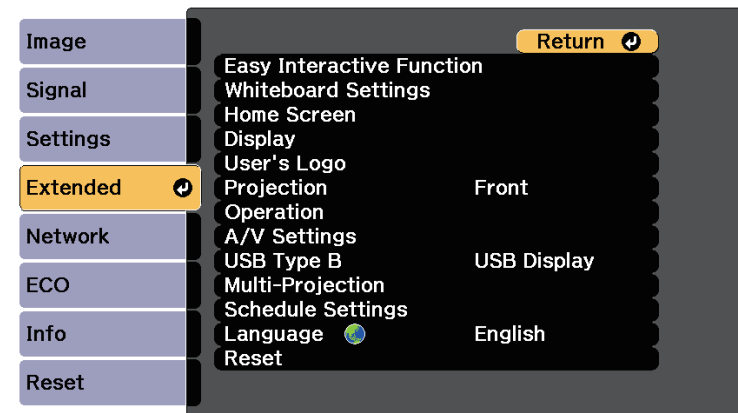 Image
Signal
Settings
Extended
Network
ECO
Info
Reset
Return
Easy Interactive Function
Whiteboard Settings
Home Screen
Display
User's Logo
Projection Front
Operation
A/V Settings
USB Type B USB Display
Multi-Projection
Schedule Settings
Language English
Reset